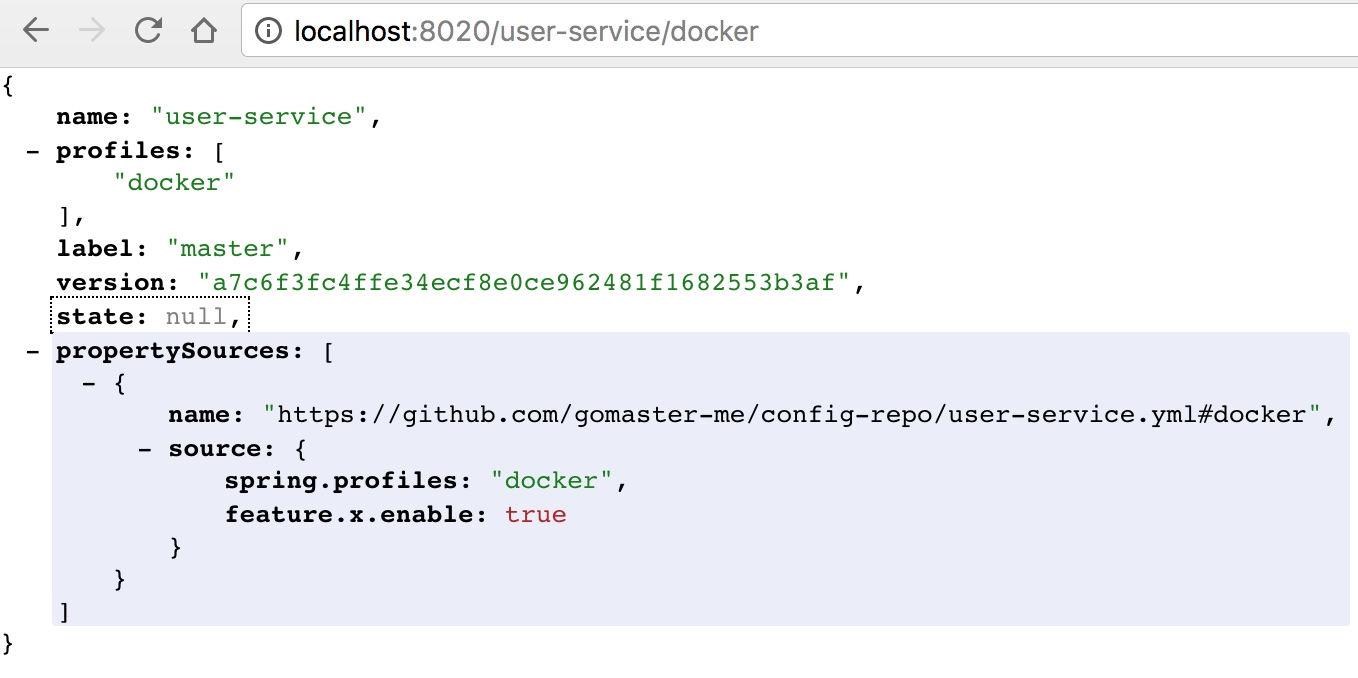 localhost:8020/user-service/docker
{
name: "user-service",
- profiles: [
"docker"
],
label: "master",
version: "a7c6f3fc4ffe34ecf8e0ce962481f1682553b3af",
state: null,
- propertySources: [
- {
name: "https://github.com/gomaster-me/config-repo/user-service.yml#docker",
- source: {
spring.profiles: "docker",
feature.x.enable: true
}
}
]
}